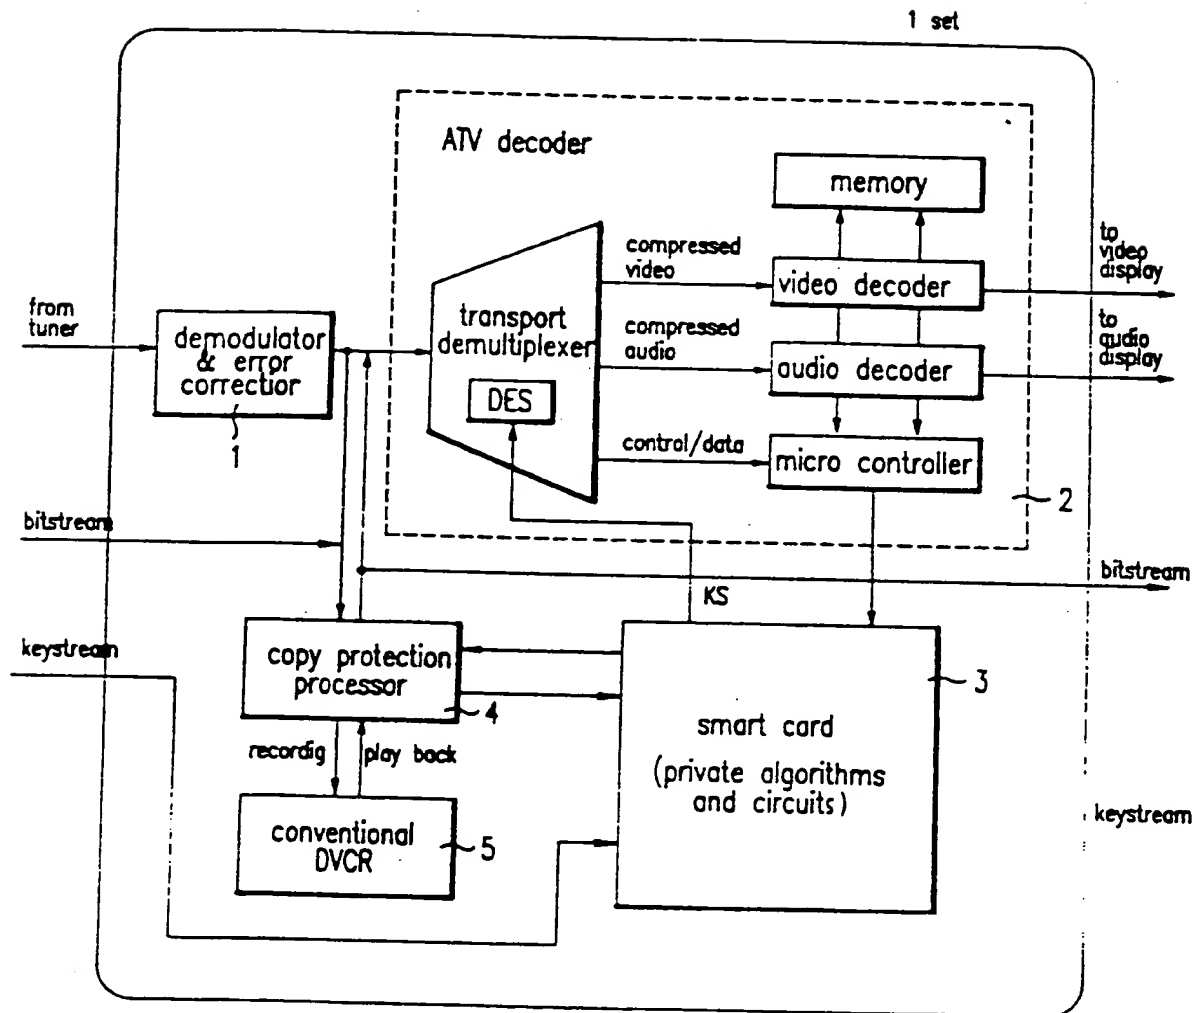 1 set
ATV decoder
memory
compressed
video
video decoder
to
video
display
from
tuner
demodulator
& error
correctior
1
transport
demultiplexer
DES
compressed
audio
audio decoder
to
audio
display
control/data
micro controller
2
bitstream
bitstream
KS
keystream
copy protection
processor
4
3
smart card
(private algorithms
and circuits)
recordig
play back
conventional
DVCR
5
keystream